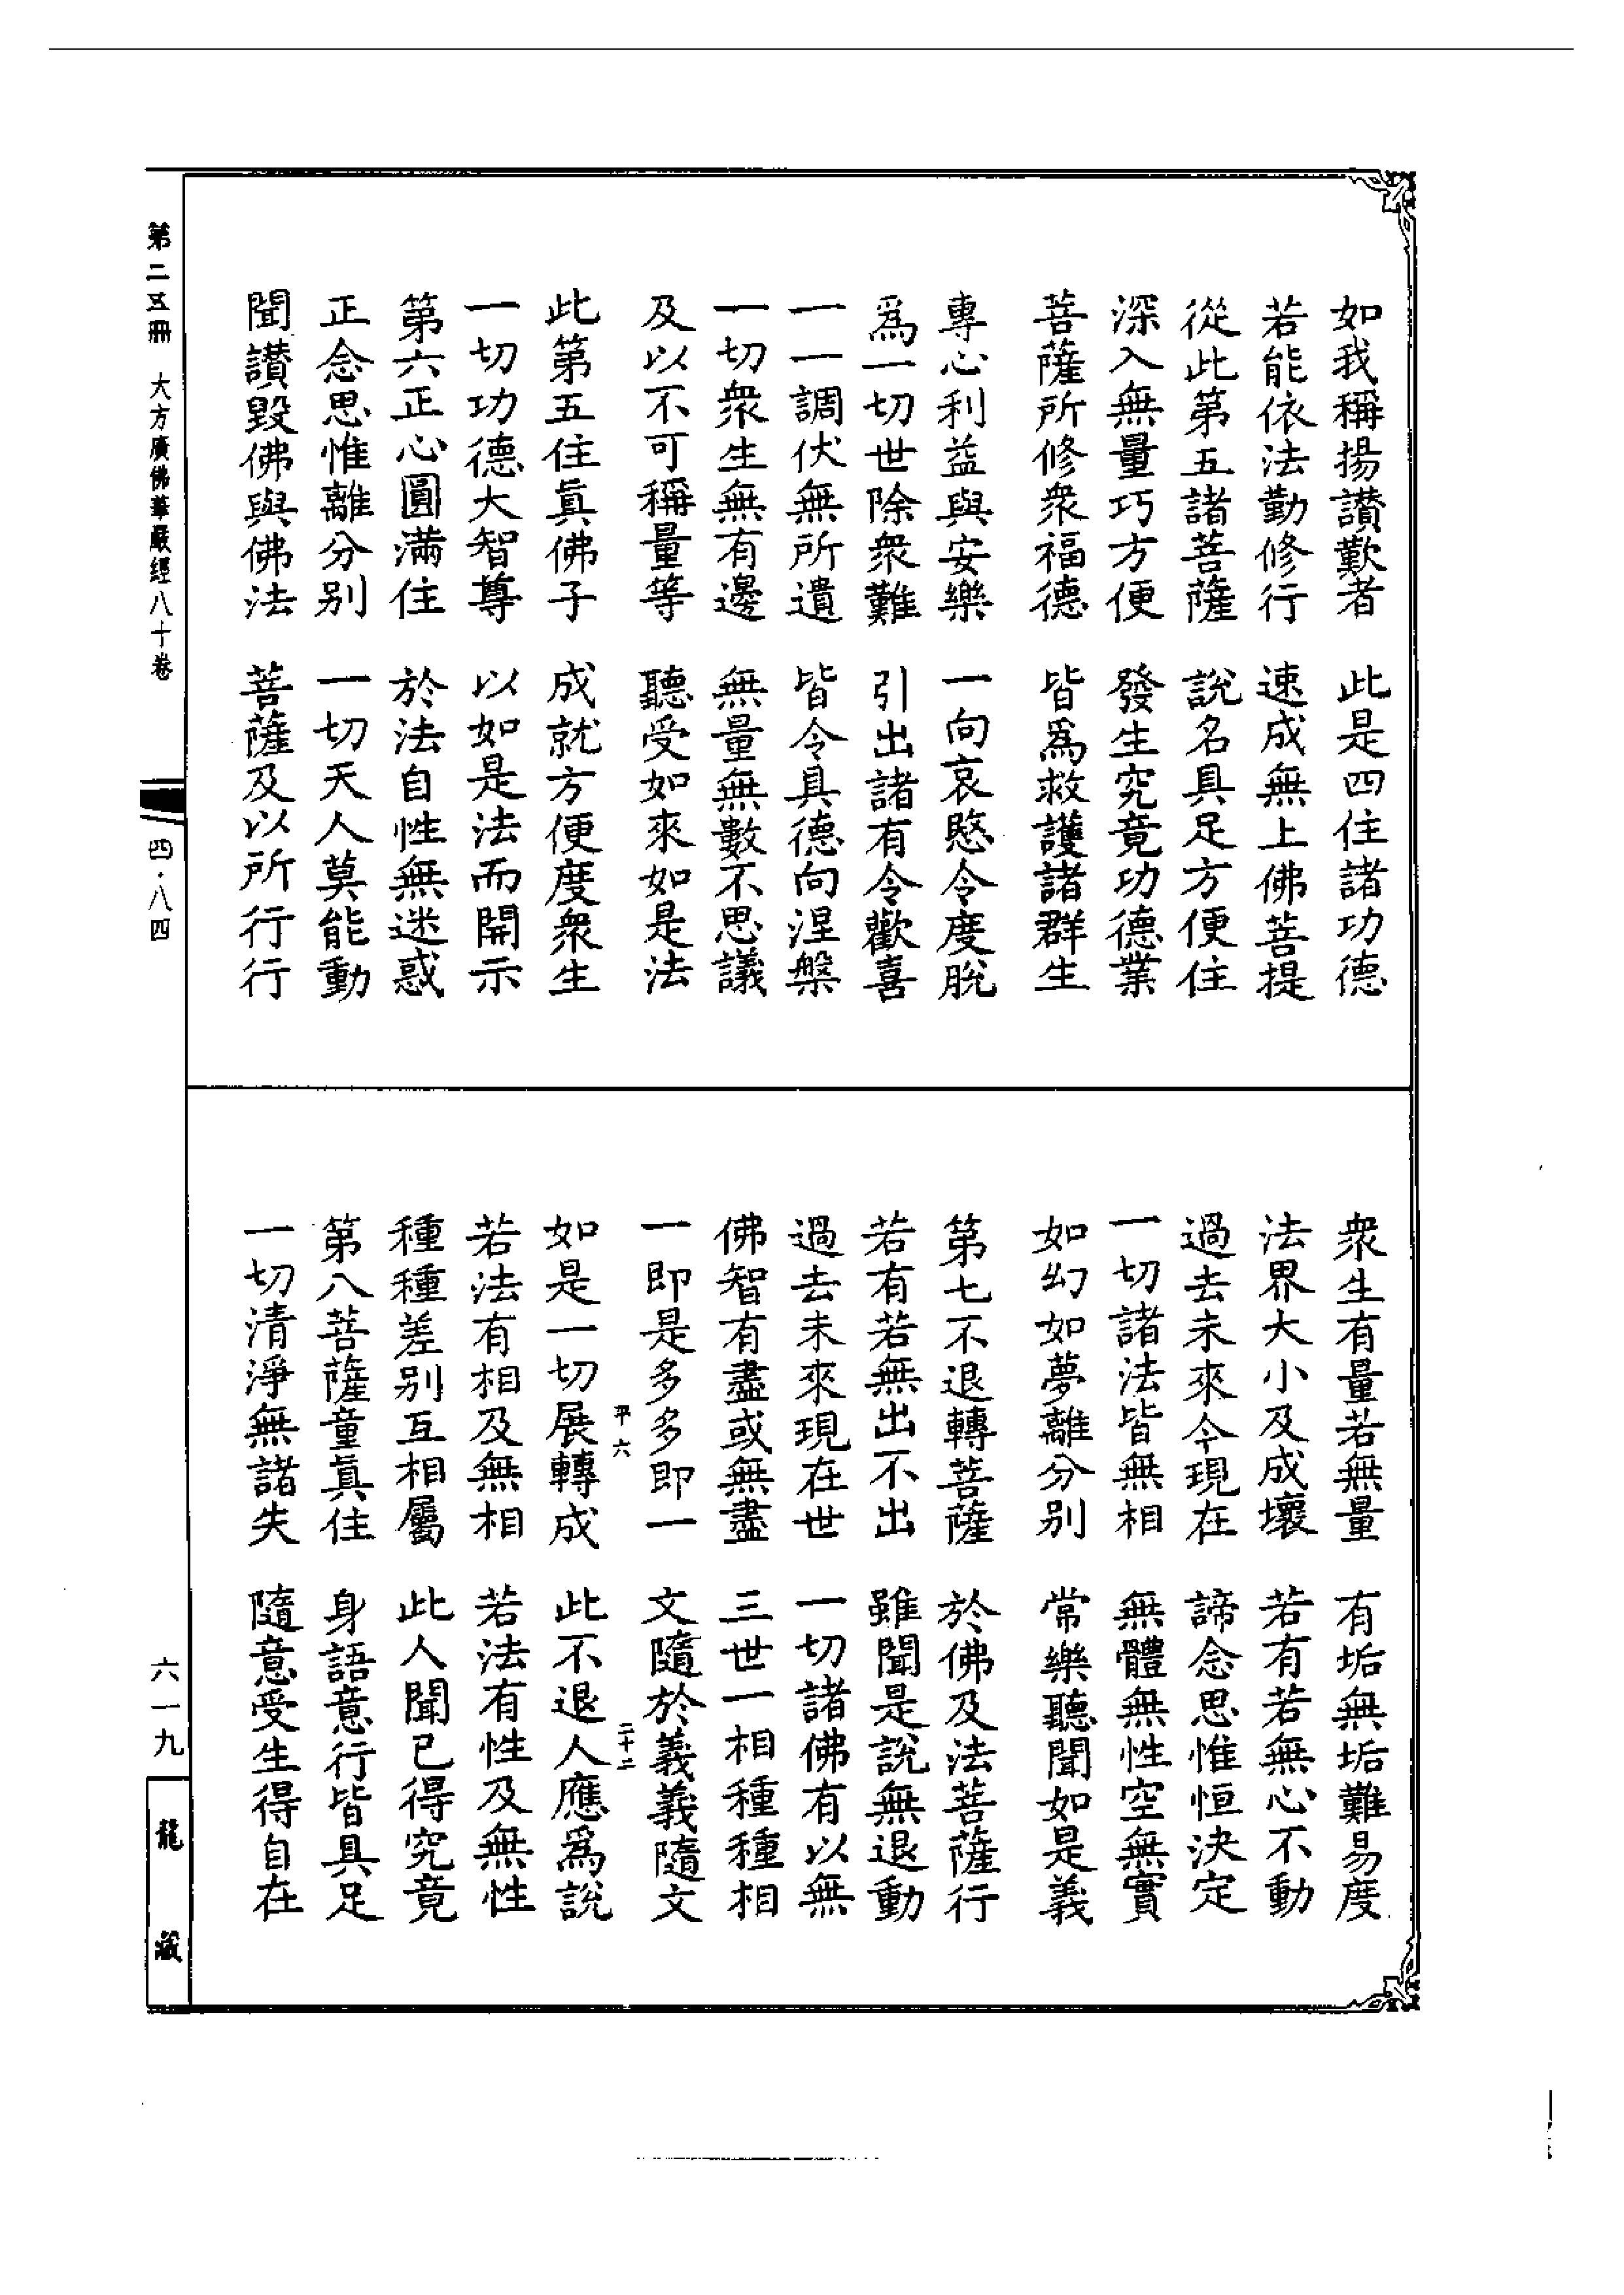 如我稱揚讃歎者　此是四住諸功德
若能依法勤修行　速成無上佛菩提
從此第五諸菩薩　說名具足方便住
深入無量巧方便　發生究竟功德業
菩薩所修衆福德　皆爲救護諸群生
專心利益與安樂　一向哀愍令度脫
爲一切世除衆難　引出諸有令歡喜
一一調伏無所遺　皆令具德向涅槃
一切衆生無有邊　無量無數不思議
及以不可稱量等　聽受如來如是法
此第五住眞佛子　成就方便度衆生
一切功德大智尊　以如是法而開示
第六正心圓滿住　於法自性無迷惑
正念思惟離分別　一切天人莫能動
聞讃毀佛與佛法　菩薩及以所行行
衆生有量若無量　有垢無垢難易度
法界大小及成壞　若有若無心不動
過去未來今現在　諦念思惟恒決定
一切諸法皆無相　無體無性空無實
如幻如夢離分別　常樂聽聞如是義
第七不退轉菩薩　於佛及法菩薩行
若有若無出不出　雖聞是說無退動
過去未來現在世　一切諸佛有以無
佛智有盡或無盡　三世一相種種相
一即是多多即一　文隨於義義隨文
平六　二十二
如是一切展轉成　此不退人應爲說
若法有相及無相　若法有性及無性
種種差別互相屬　此人聞已得究竟
第八菩薩童眞住　身語意行皆具足
一切清淨無諸失　隨意受生得自在
第二五冊　大方廣佛華嚴經八十卷　四·八四
六一九
龍藏